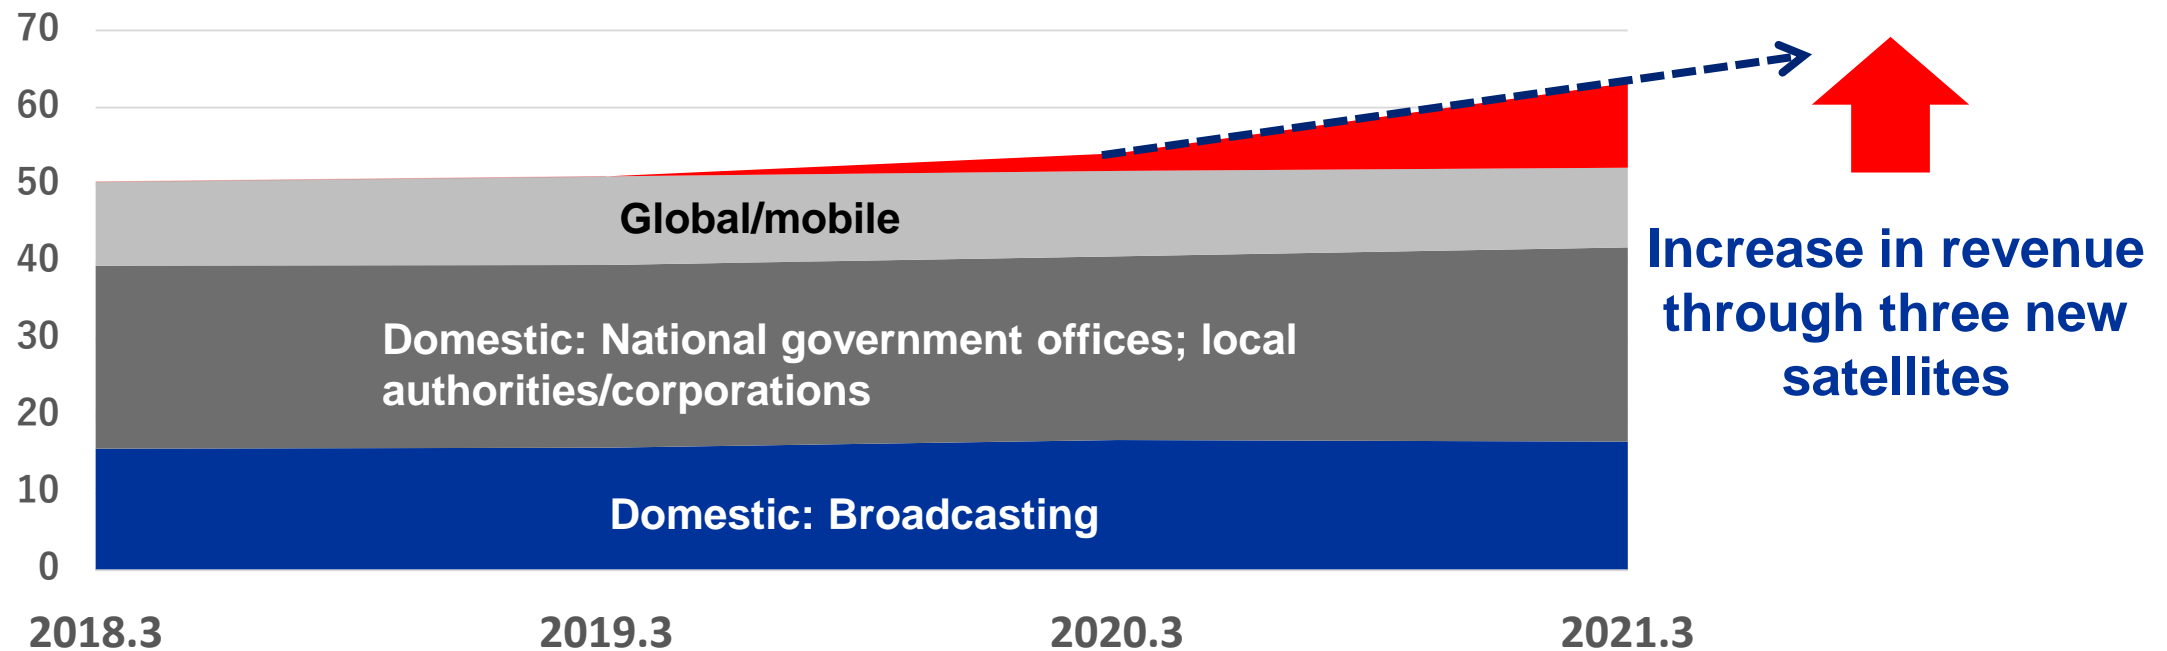 70
60
50
40
30
20
10
0
Global/mobile
Domestic: National government offices; local
authorities/corporations
Domestic: Broadcasting
2018.3
2019.3
2020.3
2021.3
Increase in revenue
through three new
satellites